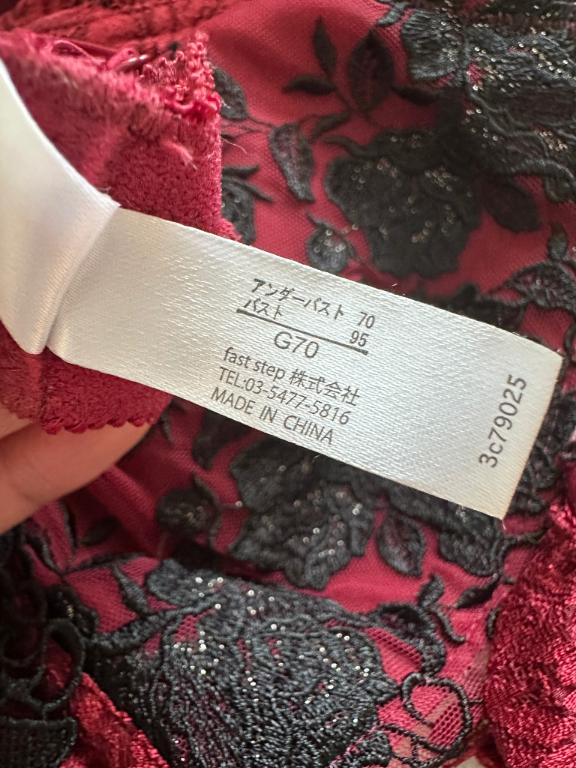 アンダーバスト 70
バスト 95
G70
fast step 株式会社
TEL:03-5477-5816
MADE IN CHINA
3c79025